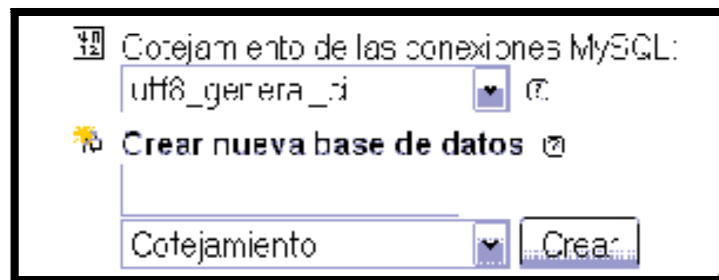 Cotejamiento de las conexiones MySQL:
utf8_general_ci
Crear nueva base de datos
Cotejamiento Crear